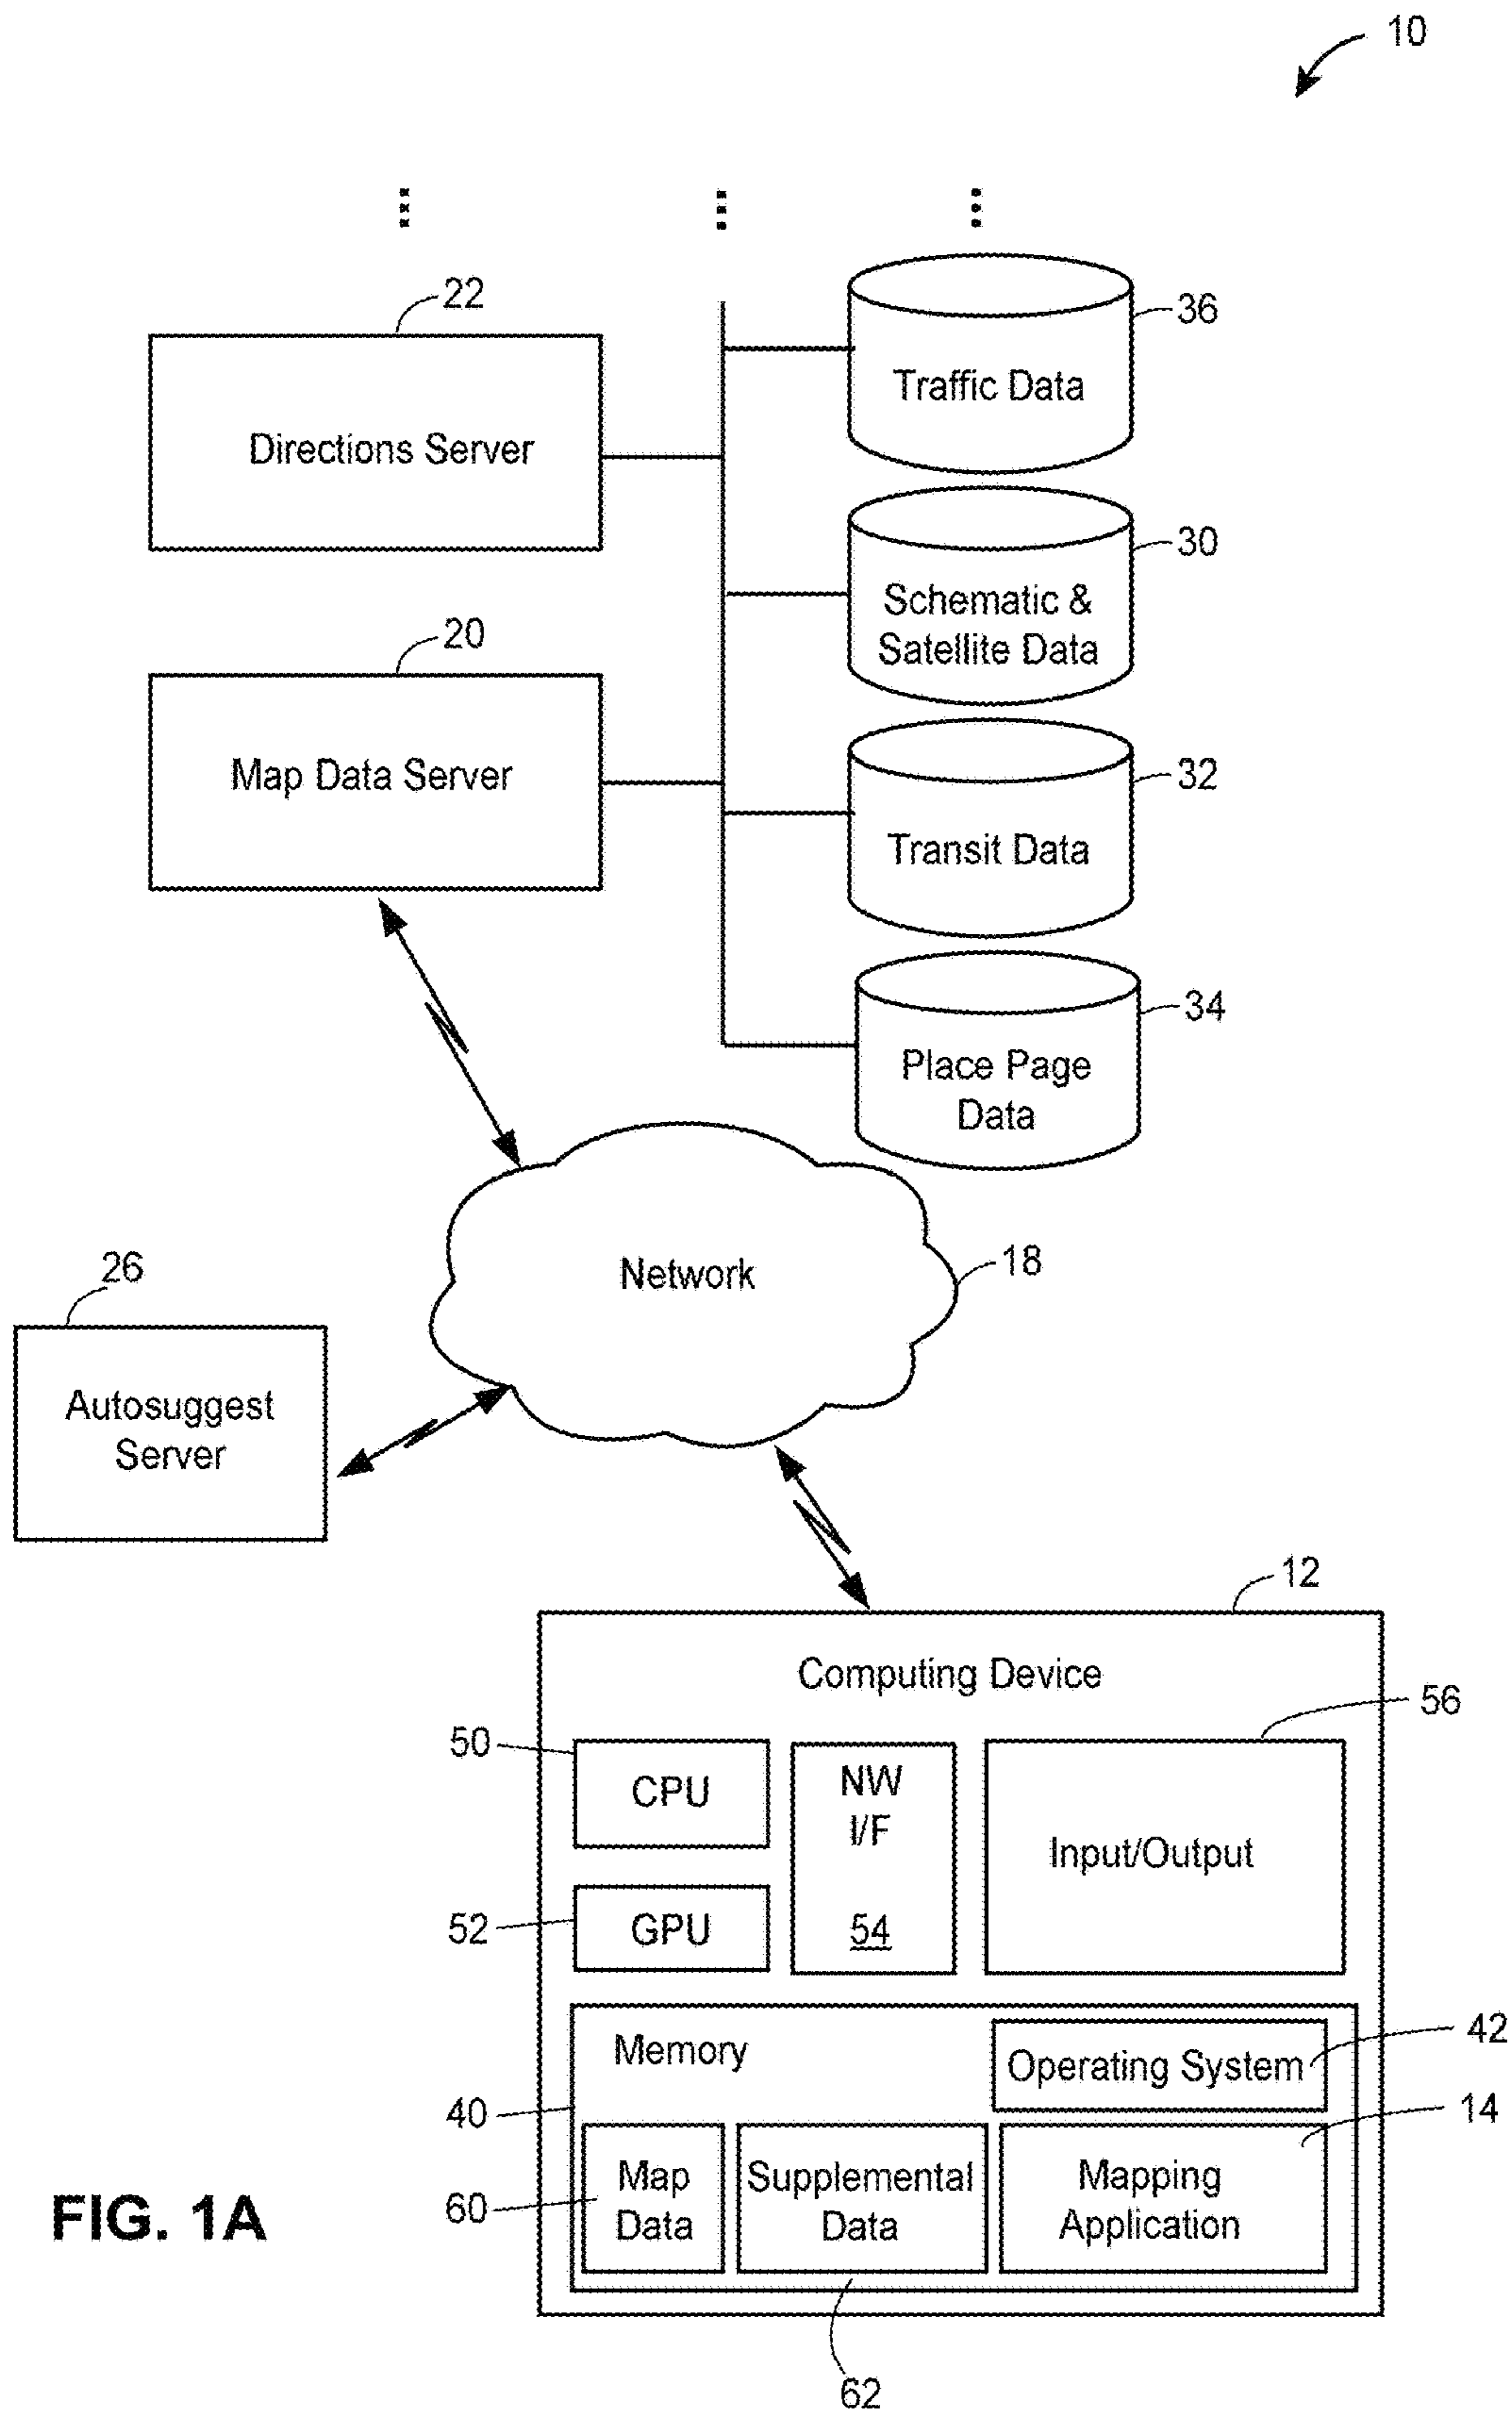 10
22
36
Traffic Data
Directions Server
30
Schematic &
Satellite Data
20
32
Map Data Server
Transit Data
34
Place Page
Data
18
Network
26
Autosuggest
Server
12
Computing Device
56
50
CPU
NW
I/F
Input/Output
52
GPU
54
42
Memory
Operating System
40
14
Map
Data
Supplemental
Data
Mapping
Application
60
FIG. 1A
62